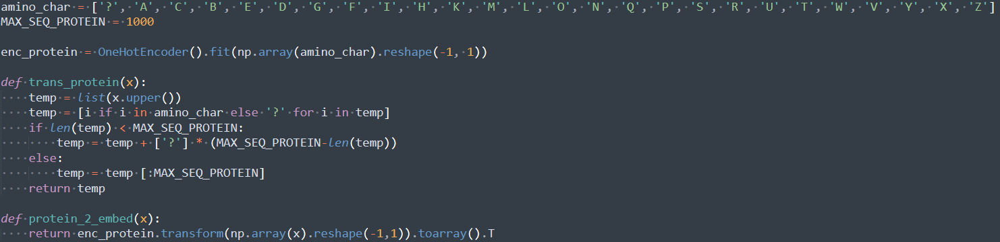 amino_char = ['?', 'A', 'C', 'B', 'E', 'D', 'G', 'F', 'I', 'H', 'K', 'M', 'L', 'O', 'N', 'Q', 'P', 'S', 'R', 'U', 'T', 'W', 'V', 'Y', 'X', 'Z']
MAX_SEQ_PROTEIN = 1000

enc_protein = OneHotEncoder().fit(np.array(amino_char).reshape(-1, 1))

def trans_protein(x):
    temp = list(x.upper())
    temp = [i if i in amino_char else '?' for i in temp]
    if len(temp) < MAX_SEQ_PROTEIN:
        temp = temp + ['?'] * (MAX_SEQ_PROTEIN-len(temp))
    else:
        temp = temp [:MAX_SEQ_PROTEIN]
    return temp

def protein_2_embed(x):
    return enc_protein.transform(np.array(x).reshape(-1,1)).toarray().T